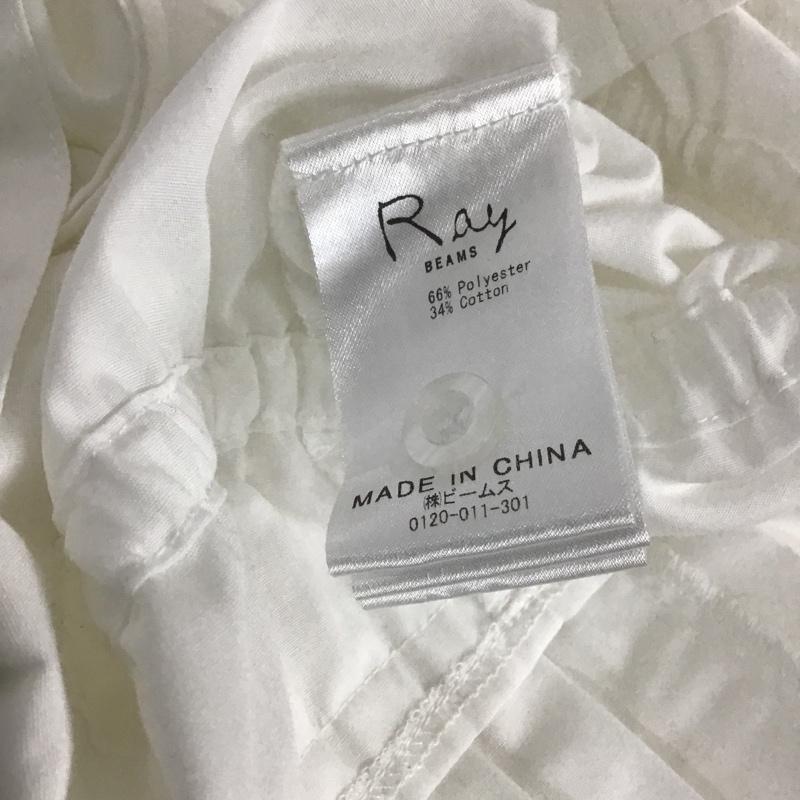 Ray
BEAMS
66% Polyester
34% Cotton
MADE IN CHINA
㈱ビームス
0120-011-301